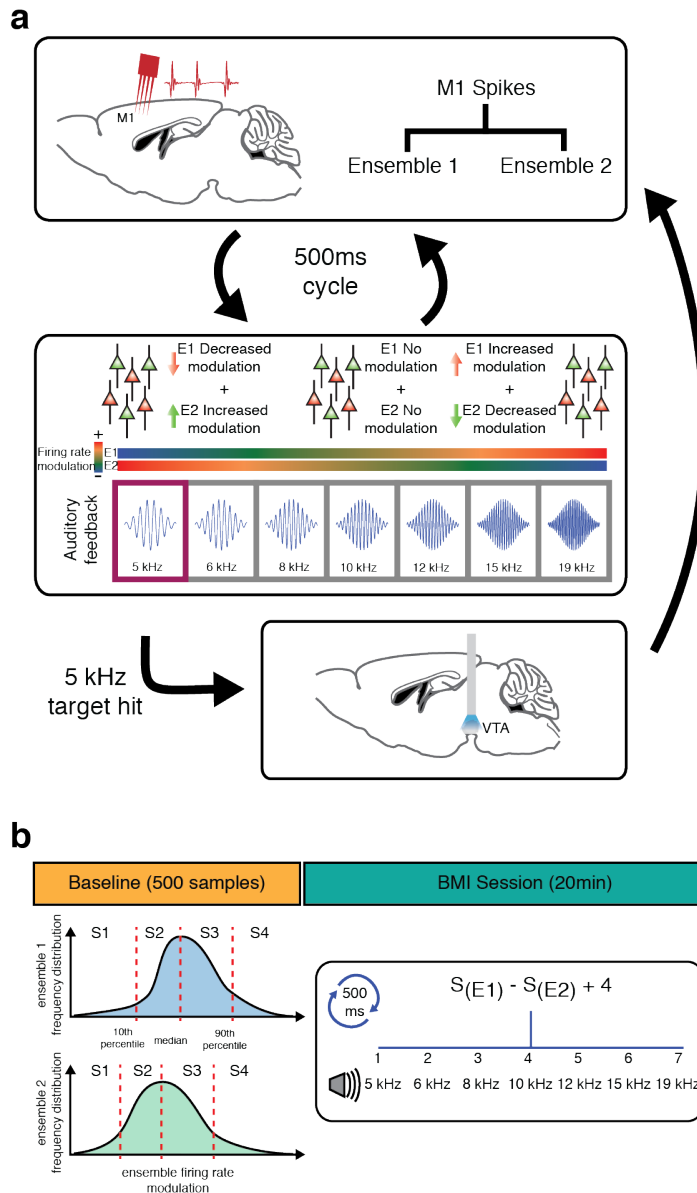 a
M1
M1 Spikes
Ensemble 1
Ensemble 2
500ms
cycle
E1 Decreased
modulation
+
E2 Increased
modulation
E1 No
modulation
+
E2 No
modulation
E1 Increased
modulation
+
E2 Decreased
modulation
Firing rate
modulation
+
-
E1
E2
Auditory
feedback
5 kHz
6 kHz
8 kHz
10 kHz
12 kHz
15 kHz
19 kHz
5 kHz
target hit
VTA
b
Baseline (500 samples)
BMI Session (20min)
ensemble 1
frequency distribution
S1
S2
S3
S4
10th
percentile
median
90th
percentile
ensemble 2
frequency distribution
S1
S2
S3
S4
ensemble firing rate
modulation
500
ms
S(E1) - S(E2) + 4
1 2 3 4 5 6 7
5 kHz 6 kHz 8 kHz 10 kHz 12 kHz 15 kHz 19 kHz